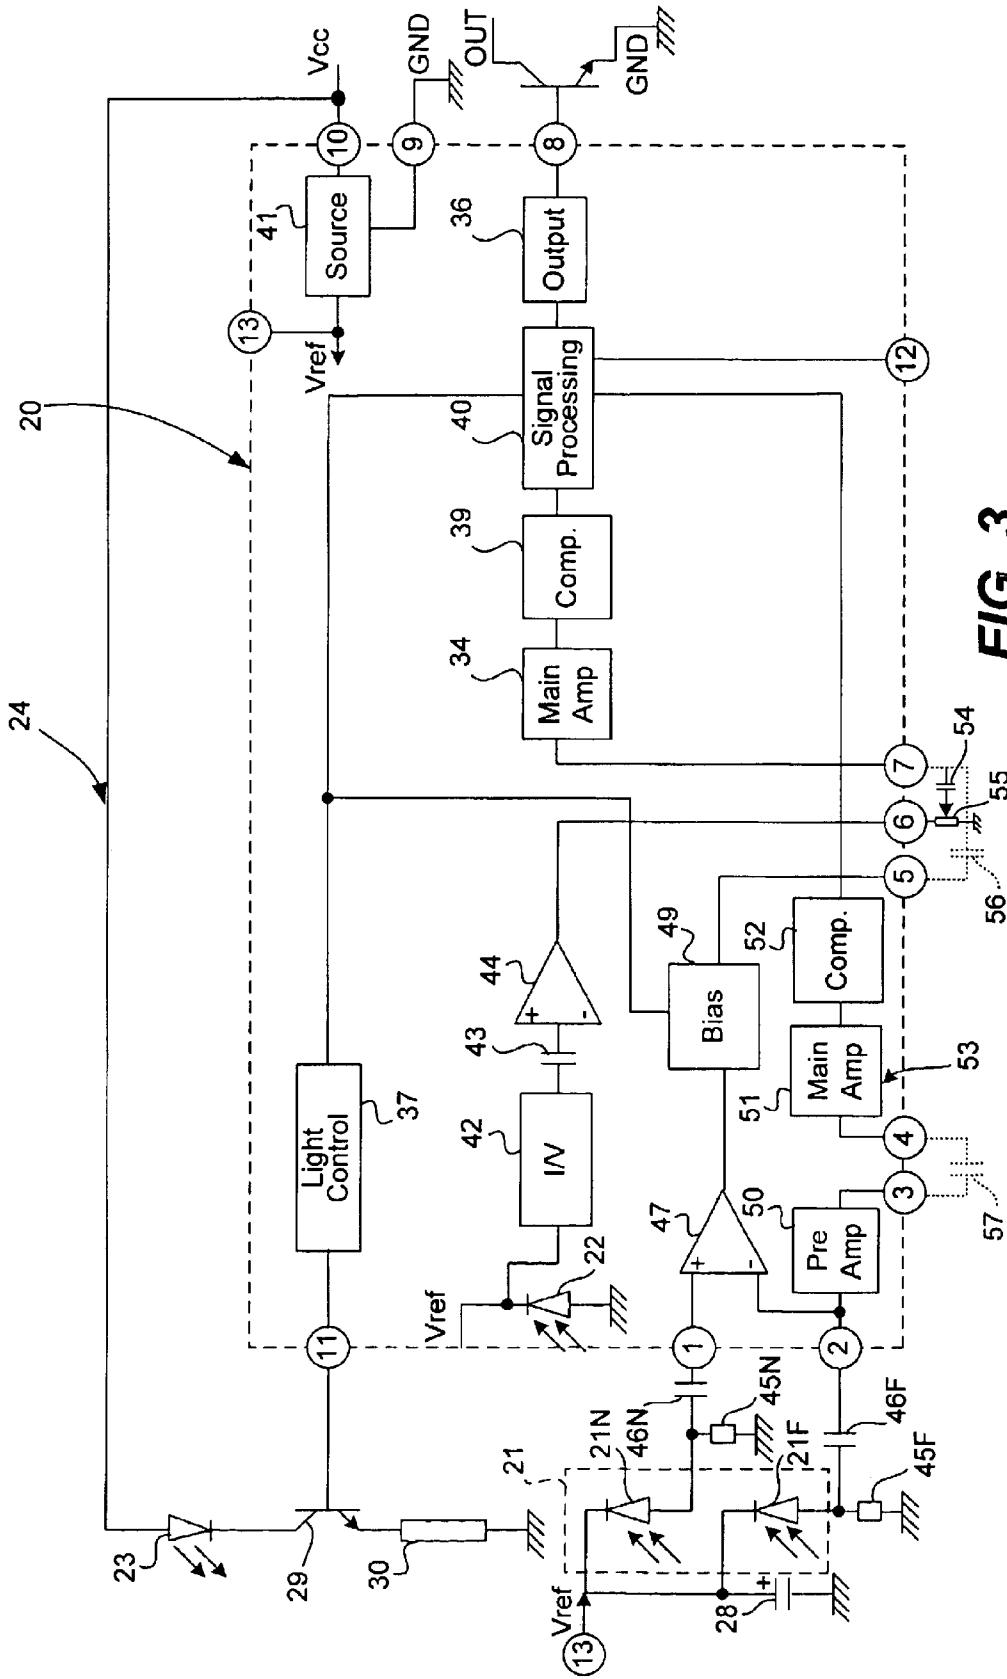 24
20
Vcc
GND
10
9
13
41
Source
Vref
OUT
GND
8
36
Output
40
Signal
Processing
39
Comp.
34
Main
Amp
12
11
Light
Control
37
23
29
30
Vref
22
42
I/V
43
44
+
-
49
Bias
47
+
-
52
Comp.
51
Main
Amp
53
50
Pre
Amp
1
2
3
4
5
6
7
54
55
56
57
13
Vref
28
+
21
21N
46N
45N
21F
46F
45F
FIG. 3